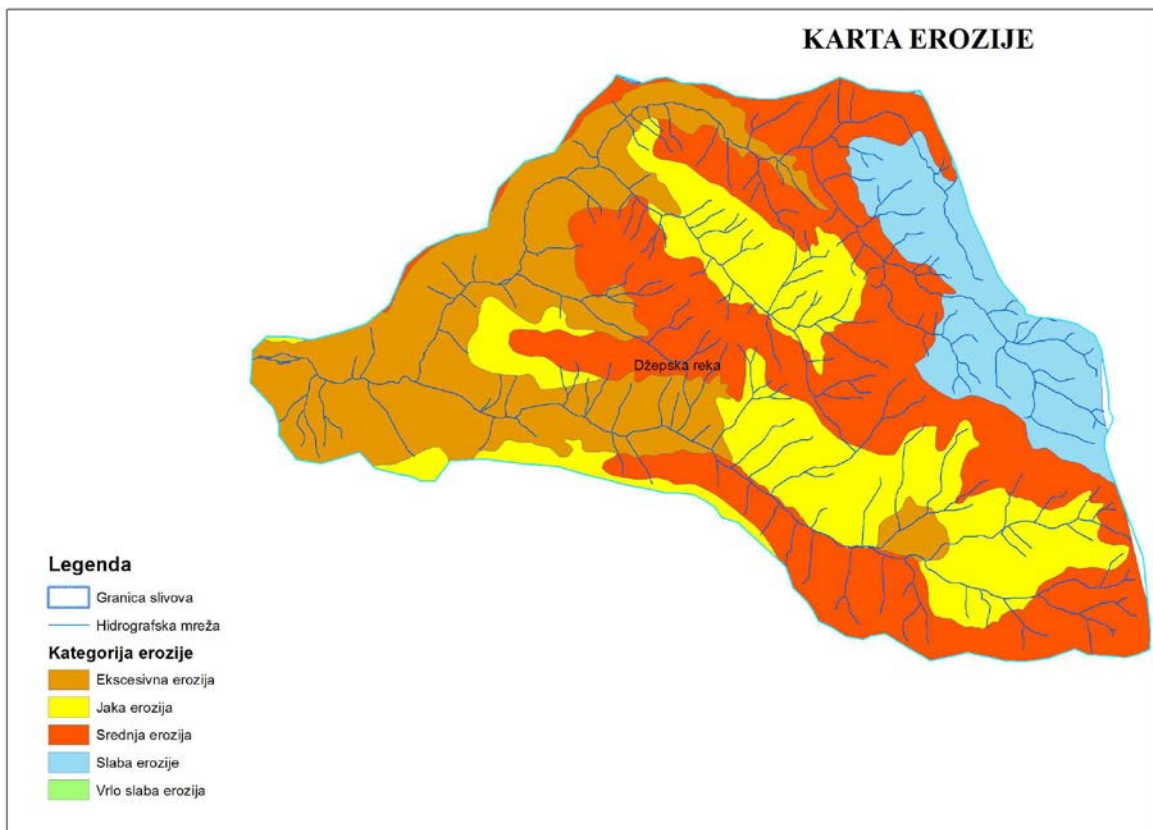 KARTA EROZIJE
Džepska reka
Legenda
Granica slivova
Hidrografska mreža
Kategorija erozije
Ekscesivna erozija
Jaka erozija
Srednja erozija
Slaba erozije
Vrlo slaba erozija